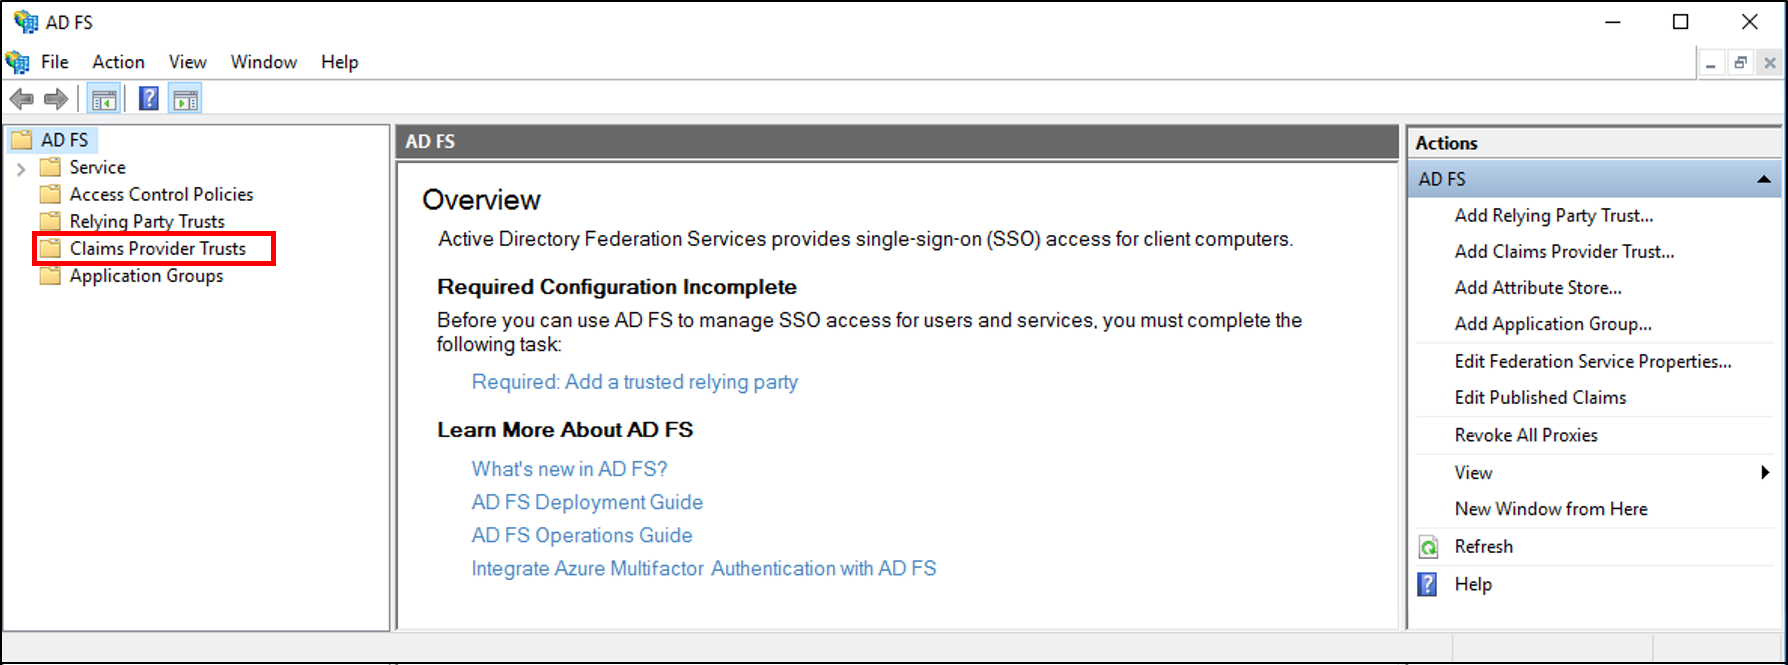 AD FS
File Action View Window Help
AD FS
Service
Access Control Policies
Relying Party Trusts
Claims Provider Trusts
Application Groups
AD FS
Overview
Active Directory Federation Services provides single-sign-on (SSO) access for client computers.
Required Configuration Incomplete
Before you can use AD FS to manage SSO access for users and services, you must complete the
following task:
Required: Add a trusted relying party
Learn More About AD FS
What's new in AD FS?
AD FS Deployment Guide
AD FS Operations Guide
Integrate Azure Multifactor Authentication with AD FS
Actions
AD FS
Add Relying Party Trust...
Add Claims Provider Trust...
Add Attribute Store...
Add Application Group...
Edit Federation Service Properties...
Edit Published Claims
Revoke All Proxies
View
New Window from Here
Refresh
Help